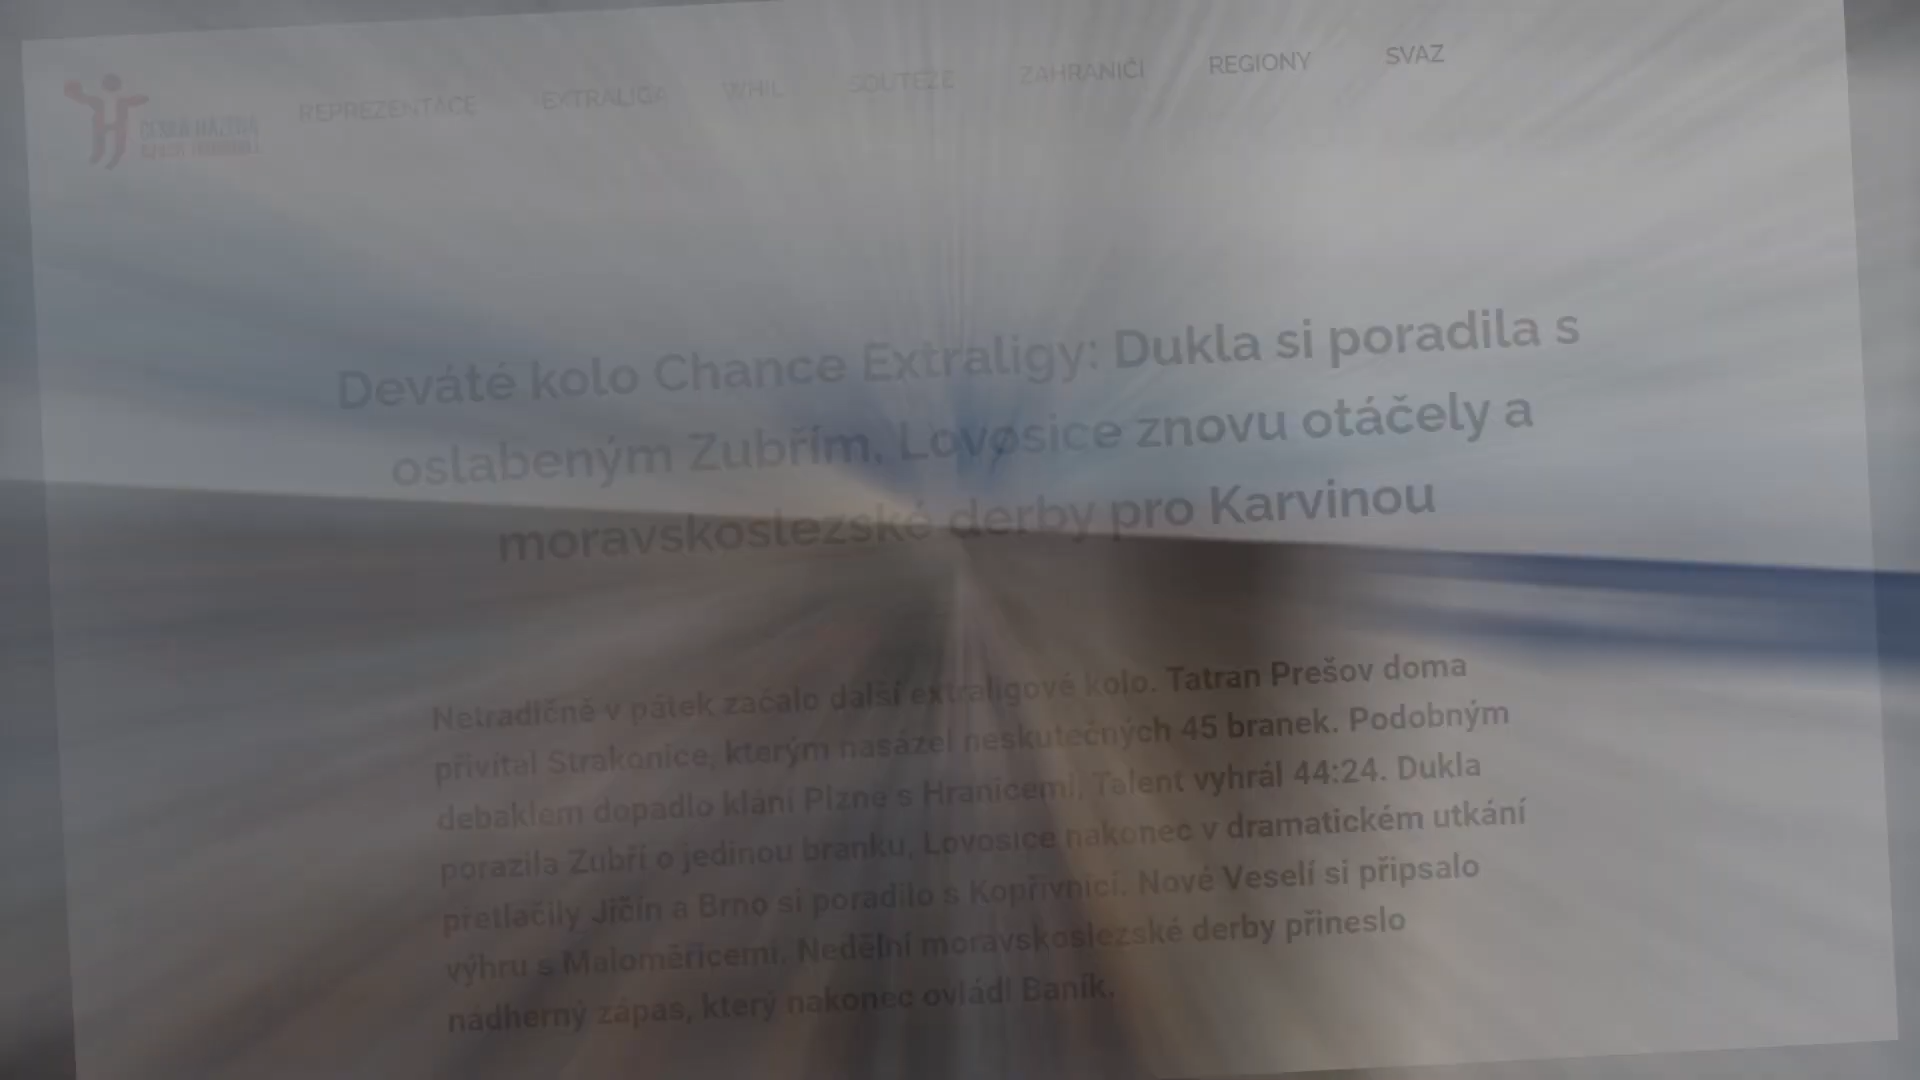 ČESKÁ HÁZENÁ
CZECH HANDBALL
REPREZENTACE EXTRALIGA WHIL SOUTĚŽE ZAHRANIČÍ REGIONY SVAZ
Deváté kolo Chance Extraligy: Dukla si poradila s
oslabeným Zubřím, Lovosice znovu otáčely a
moravskoslezské derby pro Karvinou
Netradičně v pátek začalo další extraligové kolo. Tatran Prešov doma
přivítal Strakonice, kterým nasázel neskutečných 45 branek. Podobným
debaklem dopadlo klání Plzně s Hranicemi, Talent vyhrál 44:24. Dukla
porazila Zubří o jedinou branku, Lovosice nakonec v dramatickém utkání
přetlačily Jičín a Brno si poradilo s Kopřivnicí. Nové Veselí si připsalo
výhru s Maloměřicemi. Nedělní moravskoslezské derby přineslo
nádherný zápas, který nakonec ovládl Baník.